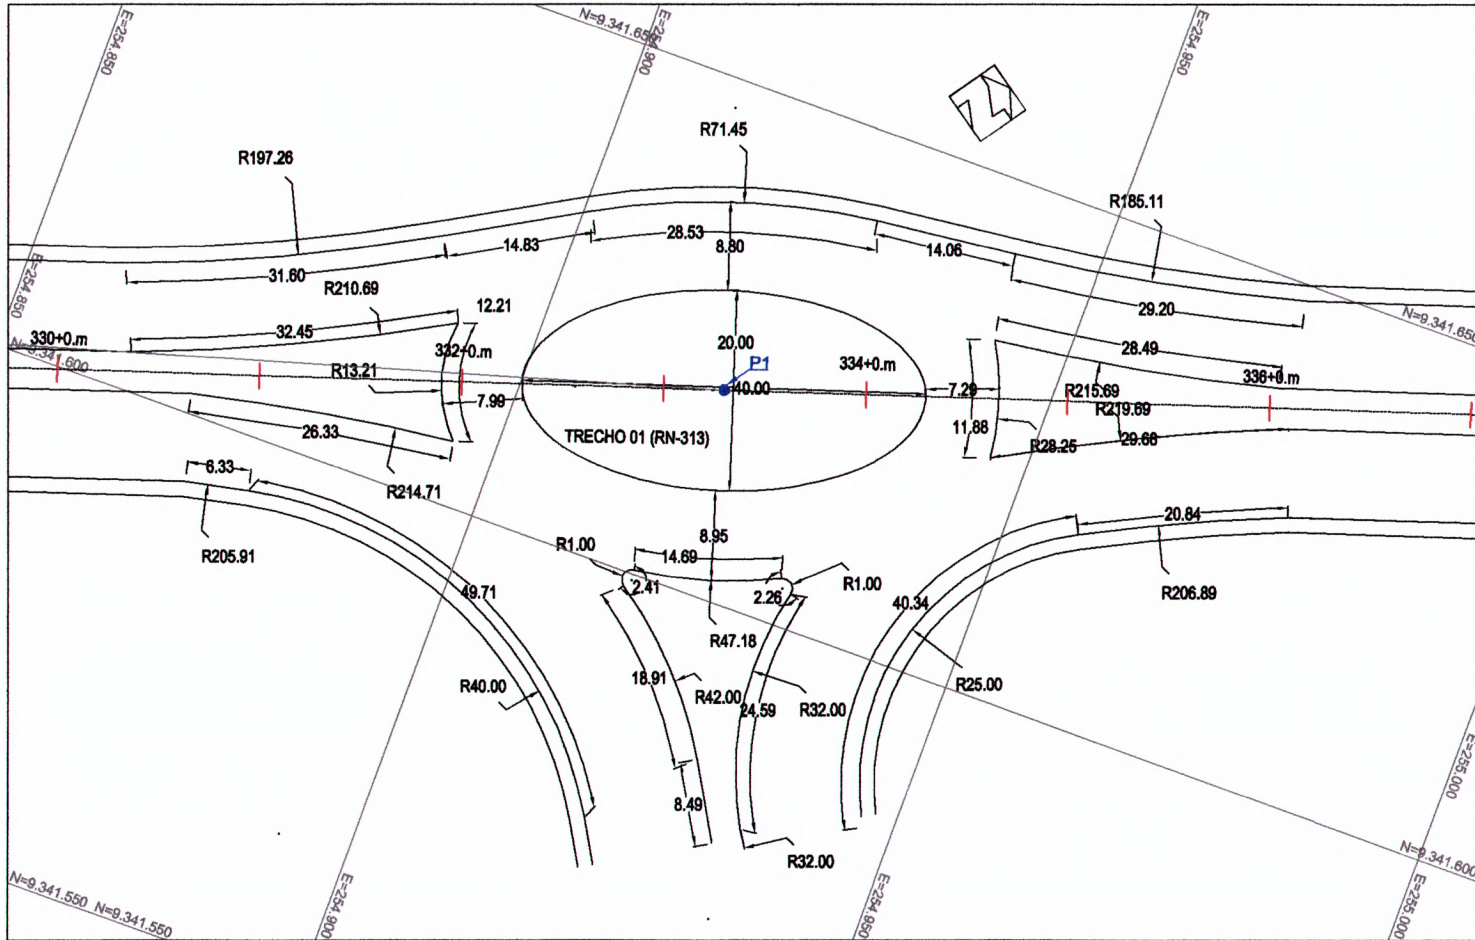 E=254.850
N=9.341.650
E=254.900
E=254.950
R71.45
R197.26
R185.11
14.83
28.53
8.80
14.06
31.60
E=254.850
R210.69
12.21
29.20
N=9.341.650
32.45
330+0.m
N=9.341.600
332+0.m
20.00
P1
334+0.m
28.49
336+0.m
R13.21
40.00
7.29
R215.69
7.99
R219.69
26.33
TRECHO 01 (RN-313)
11.88
R28.25
29.68
6.33
R214.71
R205.91
8.95
20.84
R1.00
14.69
R1.00
2.41
2.26
49.71
40.34
R206.89
R47.18
18.91
R40.00
R42.00
24.59
R32.00
R25.00
8.49
E=255.000
R32.00
N=9.341.600
N=9.341.550
N=9.341.550
E=254.900
E=254.950
E=255.000